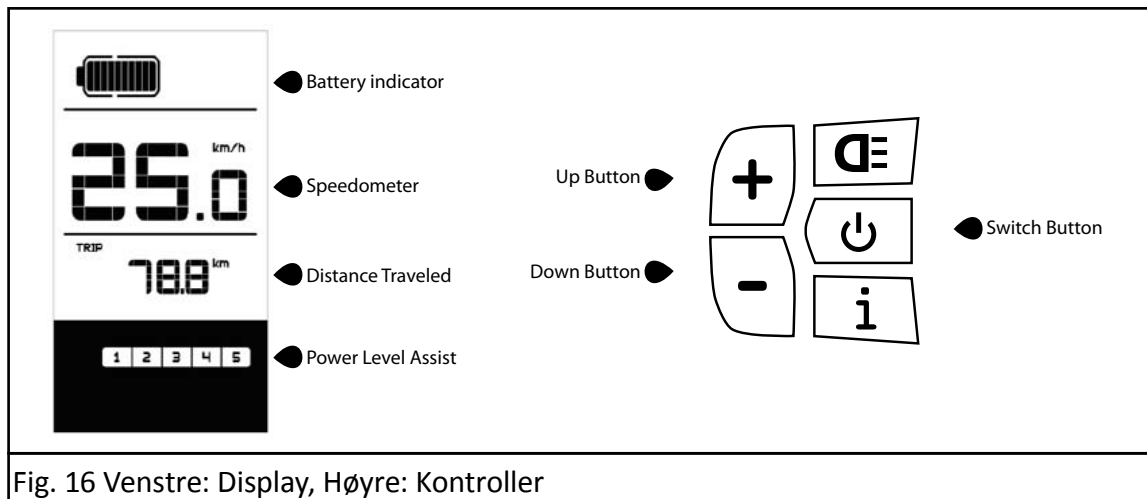 Battery indicator
25.0 km/h
Speedometer
TRIP
78.8 km
Distance Traveled
1 2 3 4 5
Power Level Assist
Up Button
+
Switch Button
Down Button
-
i
Fig. 16 Venstre: Display, Høyre: Kontroller